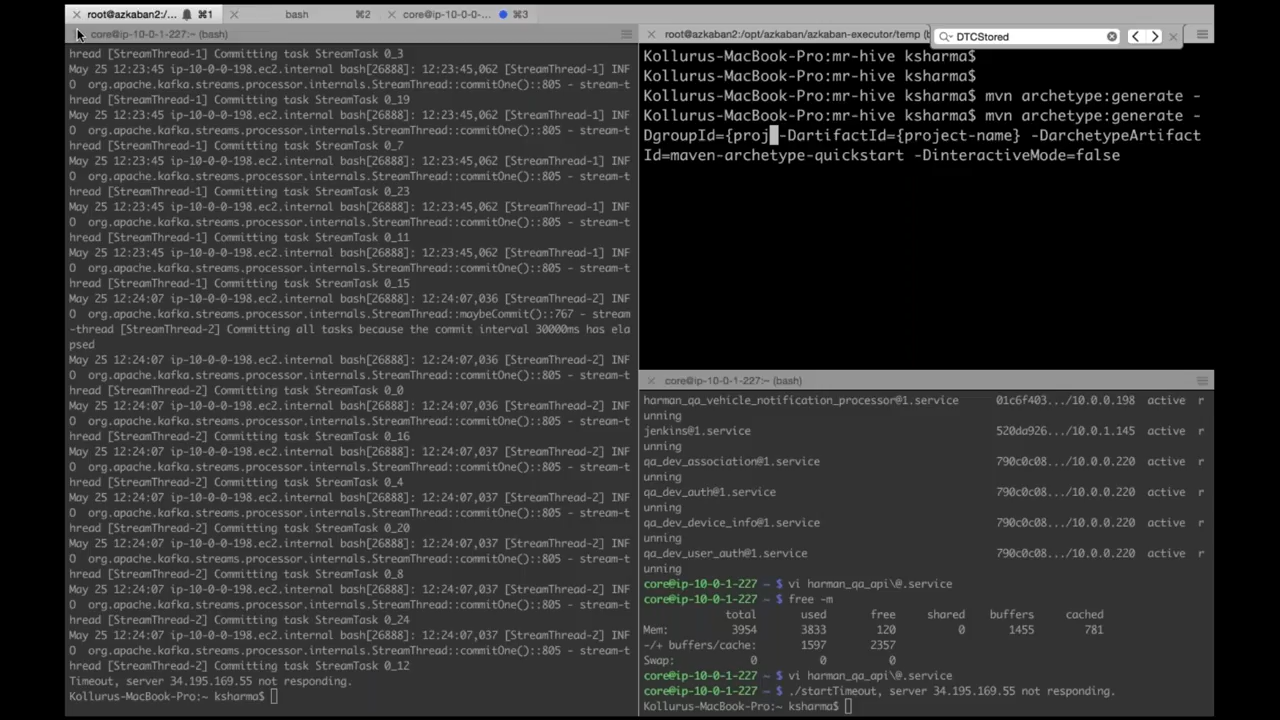 root@azkaban2:/... ⌘1
bash ⌘2
core@ip-10-0-0-... ⌘3
core@ip-10-0-1-227:~ (bash)
hread [StreamThread-1] Committing task StreamTask 0_3
May 25 12:23:45 ip-10-0-0-198.ec2.internal bash[26888]: 12:23:45,062 [StreamThread-1] INF
O  org.apache.kafka.streams.processor.internals.StreamThread::commitOne()::805 - stream-t
hread [StreamThread-1] Committing task StreamTask 0_19
May 25 12:23:45 ip-10-0-0-198.ec2.internal bash[26888]: 12:23:45,062 [StreamThread-1] INF
O  org.apache.kafka.streams.processor.internals.StreamThread::commitOne()::805 - stream-t
hread [StreamThread-1] Committing task StreamTask 0_7
May 25 12:23:45 ip-10-0-0-198.ec2.internal bash[26888]: 12:23:45,062 [StreamThread-1] INF
O  org.apache.kafka.streams.processor.internals.StreamThread::commitOne()::805 - stream-t
hread [StreamThread-1] Committing task StreamTask 0_23
May 25 12:23:45 ip-10-0-0-198.ec2.internal bash[26888]: 12:23:45,062 [StreamThread-1] INF
O  org.apache.kafka.streams.processor.internals.StreamThread::commitOne()::805 - stream-t
hread [StreamThread-1] Committing task StreamTask 0_11
May 25 12:23:45 ip-10-0-0-198.ec2.internal bash[26888]: 12:23:45,062 [StreamThread-1] INF
O  org.apache.kafka.streams.processor.internals.StreamThread::commitOne()::805 - stream-t
hread [StreamThread-1] Committing task StreamTask 0_15
May 25 12:24:07 ip-10-0-0-198.ec2.internal bash[26888]: 12:24:07,036 [StreamThread-2] INF
O  org.apache.kafka.streams.processor.internals.StreamThread::maybeCommit()::767 - stream
-thread [StreamThread-2] Committing all tasks because the commit interval 30000ms has ela
psed
May 25 12:24:07 ip-10-0-0-198.ec2.internal bash[26888]: 12:24:07,036 [StreamThread-2] INF
O  org.apache.kafka.streams.processor.internals.StreamThread::commitOne()::805 - stream-t
hread [StreamThread-2] Committing task StreamTask 0_0
May 25 12:24:07 ip-10-0-0-198.ec2.internal bash[26888]: 12:24:07,036 [StreamThread-2] INF
O  org.apache.kafka.streams.processor.internals.StreamThread::commitOne()::805 - stream-t
hread [StreamThread-2] Committing task StreamTask 0_16
May 25 12:24:07 ip-10-0-0-198.ec2.internal bash[26888]: 12:24:07,037 [StreamThread-2] INF
O  org.apache.kafka.streams.processor.internals.StreamThread::commitOne()::805 - stream-t
hread [StreamThread-2] Committing task StreamTask 0_4
May 25 12:24:07 ip-10-0-0-198.ec2.internal bash[26888]: 12:24:07,037 [StreamThread-2] INF
O  org.apache.kafka.streams.processor.internals.StreamThread::commitOne()::805 - stream-t
hread [StreamThread-2] Committing task StreamTask 0_20
May 25 12:24:07 ip-10-0-0-198.ec2.internal bash[26888]: 12:24:07,037 [StreamThread-2] INF
O  org.apache.kafka.streams.processor.internals.StreamThread::commitOne()::805 - stream-t
hread [StreamThread-2] Committing task StreamTask 0_8
May 25 12:24:07 ip-10-0-0-198.ec2.internal bash[26888]: 12:24:07,037 [StreamThread-2] INF
O  org.apache.kafka.streams.processor.internals.StreamThread::commitOne()::805 - stream-t
hread [StreamThread-2] Committing task StreamTask 0_24
May 25 12:24:07 ip-10-0-0-198.ec2.internal bash[26888]: 12:24:07,037 [StreamThread-2] INF
O  org.apache.kafka.streams.processor.internals.StreamThread::commitOne()::805 - stream-t
hread [StreamThread-2] Committing task StreamTask 0_12
Timeout, server 34.195.169.55 not responding.
Kollurus-MacBook-Pro:~ ksharma$
root@azkaban2:/opt/azkaban/azkaban-executor/temp (b
DTCStored
Kollurus-MacBook-Pro:mr-hive ksharma$
Kollurus-MacBook-Pro:mr-hive ksharma$
Kollurus-MacBook-Pro:mr-hive ksharma$ mvn archetype:generate -
Kollurus-MacBook-Pro:mr-hive ksharma$ mvn archetype:generate -
DgroupId={proj -DartifactId={project-name} -DarchetypeArtifact
Id=maven-archetype-quickstart -DinteractiveMode=false
core@ip-10-0-1-227:~ (bash)
harman_qa_vehicle_notification_processor@1.service 01c6f403.../10.0.0.198 active r
unning
jenkins@1.service 520da926.../10.0.1.145 active r
unning
qa_dev_association@1.service 790c0c08.../10.0.0.220 active r
unning
qa_dev_auth@1.service 790c0c08.../10.0.0.220 active r
unning
qa_dev_device_info@1.service 790c0c08.../10.0.0.220 active r
unning
qa_dev_user_auth@1.service 790c0c08.../10.0.0.220 active r
unning
core@ip-10-0-1-227 ~ $ vi harman_qa_api\@.service
core@ip-10-0-1-227 ~ $ free -m
total used free shared buffers cached
Mem: 3954 3833 120 0 1455 781
-/+ buffers/cache: 1597 2357
Swap: 0 0 0
core@ip-10-0-1-227 ~ $ vi harman_qa_api\@.service
core@ip-10-0-1-227 ~ $ ./startTimeout, server 34.195.169.55 not responding.
Kollurus-MacBook-Pro:~ ksharma$